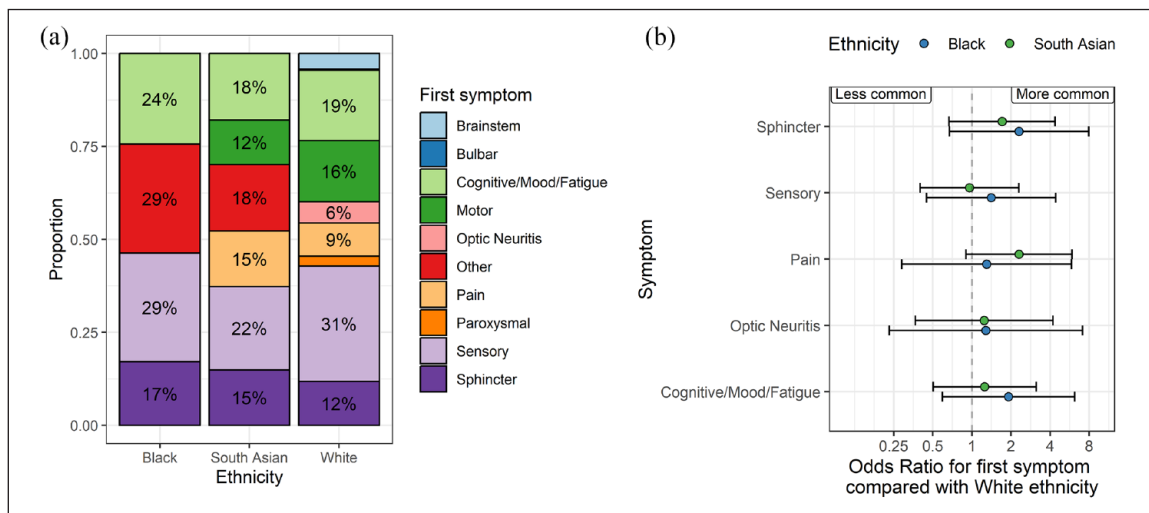 (a)
1.00
0.75
0.50
0.25
0.00
Proportion
24%
29%
29%
17%
18%
12%
18%
15%
22%
15%
19%
16%
6%
9%
31%
12%
Black
South Asian
White
Ethnicity
First symptom
Brainstem
Bulbar
Cognitive/Mood/Fatigue
Motor
Optic Neuritis
Other
Pain
Paroxysmal
Sensory
Sphincter
(b)
Ethnicity
Black
South Asian
Less common
More common
Symptom
Sphincter
Sensory
Pain
Optic Neuritis
Cognitive/Mood/Fatigue
0.25
0.5
1
2
4
8
Odds Ratio for first symptom
compared with White ethnicity